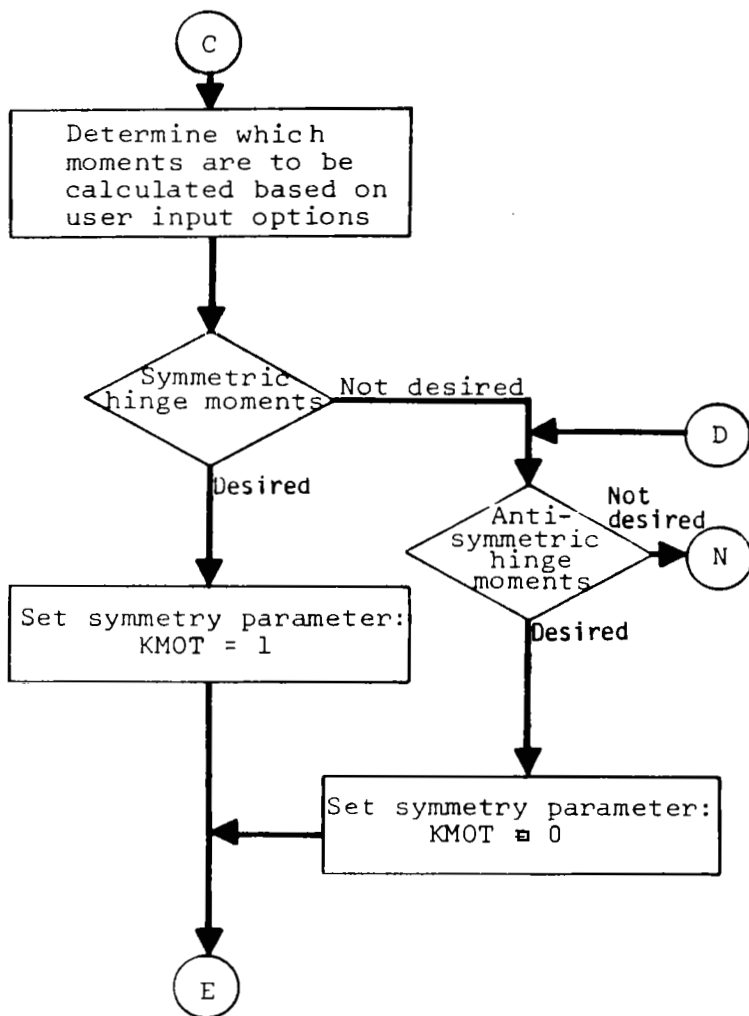 C
Determine which
moments are to be
calculated based on
user input options
Symmetric
hinge moments
Not desired
D
Desired
Anti-
symmetric
hinge
moments
Not
desired
N
Set symmetry parameter:
KMOT = 1
Desired
Set symmetry parameter:
KMOT = 0
E